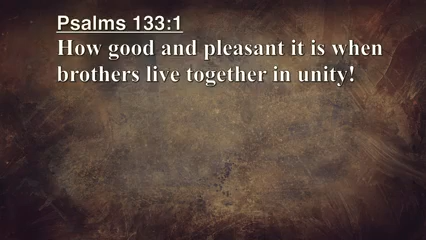 Psalms 133:1
How good and pleasant it is when
brothers live together in unity!